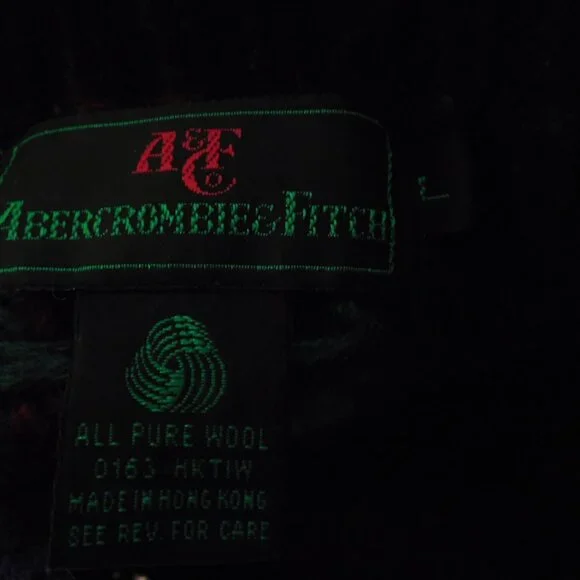 A&F Co
ABERCROMBIE & FITCH
L
ALL PURE WOOL
0163 HKTIW
MADE IN HONG KONG
SEE REV. FOR CARE